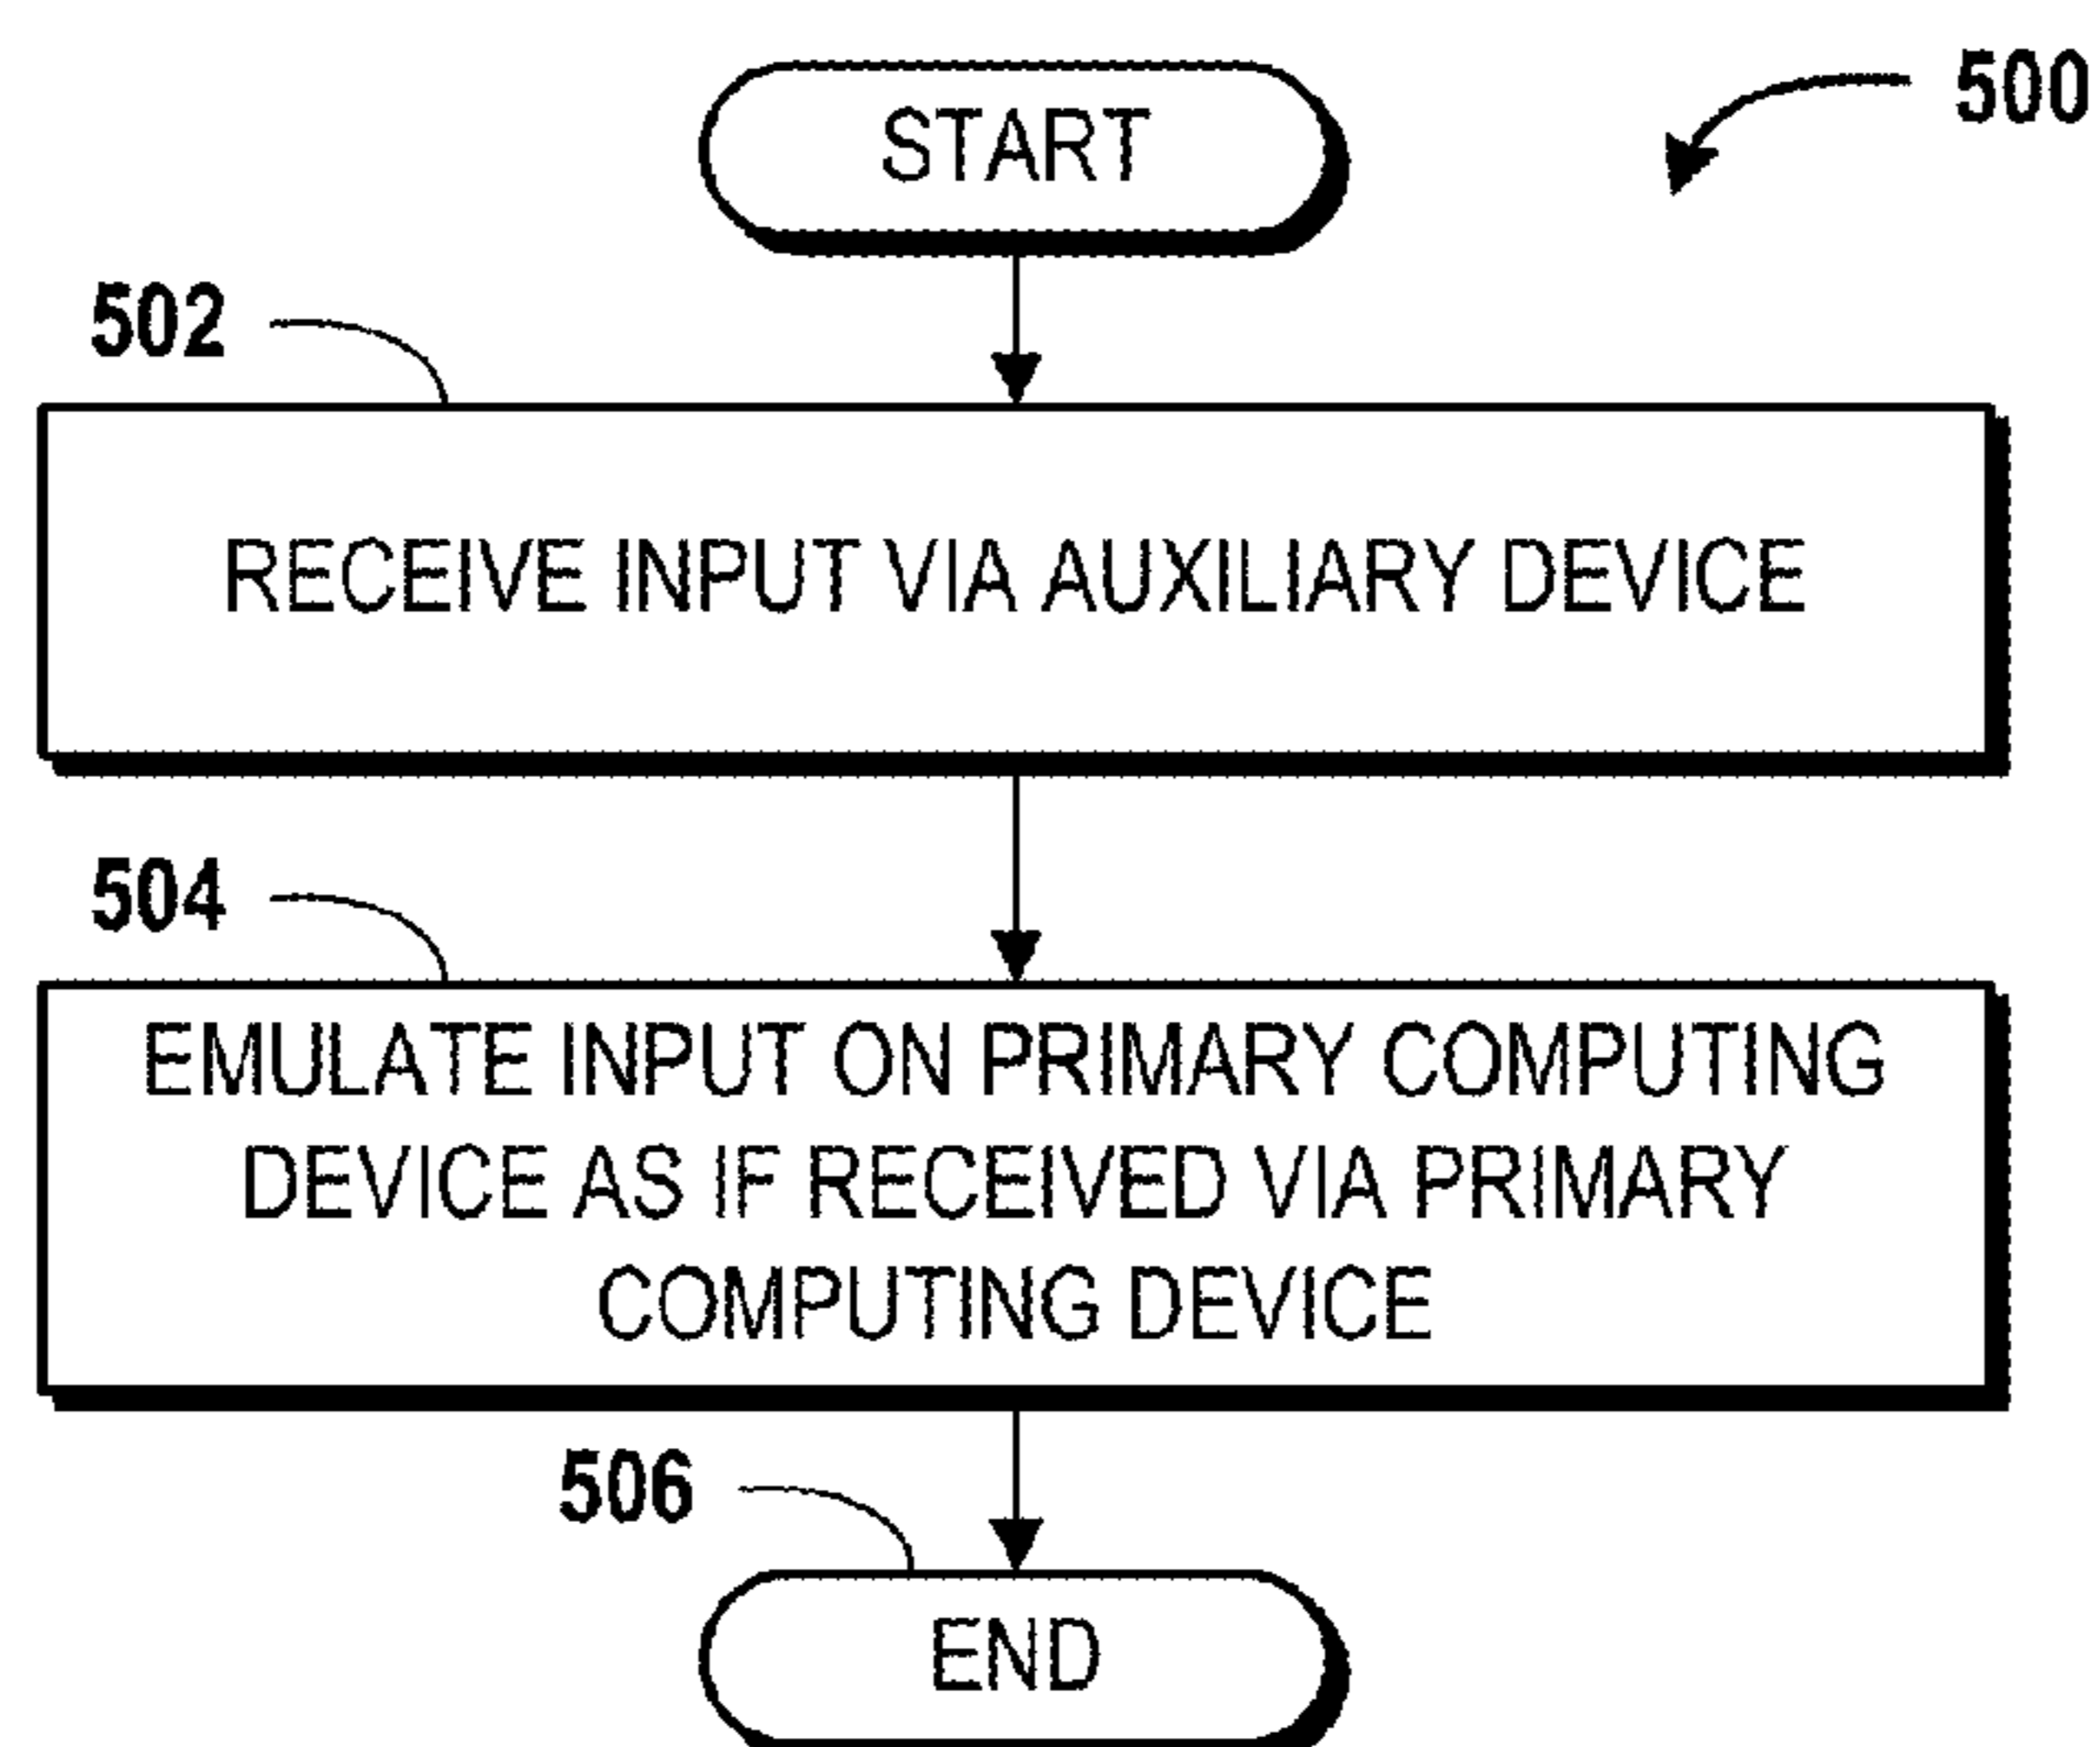 START
500
502
RECEIVE INPUT VIA AUXILIARY DEVICE
504
EMULATE INPUT ON PRIMARY COMPUTING
DEVICE AS IF RECEIVED VIA PRIMARY
COMPUTING DEVICE
506
END